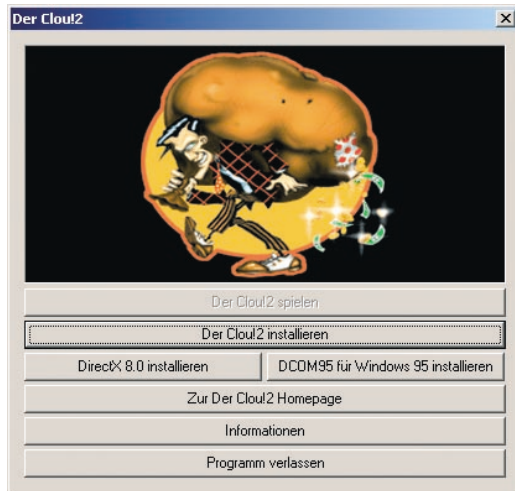 Der Clou!2
Der Clou!2 spielen
Der Clou!2 installieren
DirectX 8.0 installieren
DCOM95 für Windows 95 installieren
Zur Der Clou!2 Homepage
Informationen
Programm verlassen